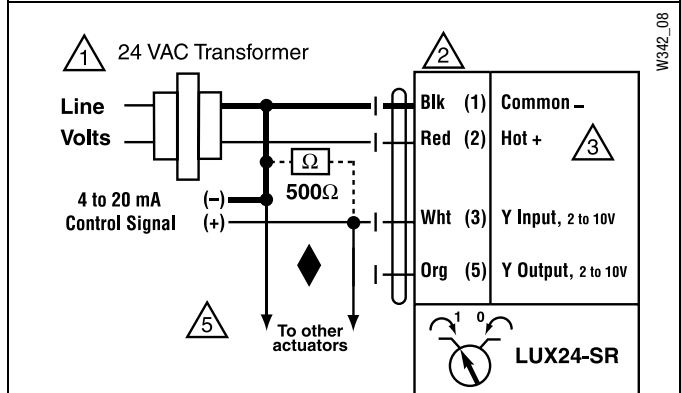 W342_08
1 24 VAC Transformer
2
Line
Volts
Blk (1) Common –
Red (2) Hot +
3
Ω
500Ω
4 to 20 mA (–)
Control Signal (+)
Wht (3) Y Input, 2 to 10V
Org (5) Y Output, 2 to 10V
5
To other
actuators
1 0
LUX24-SR